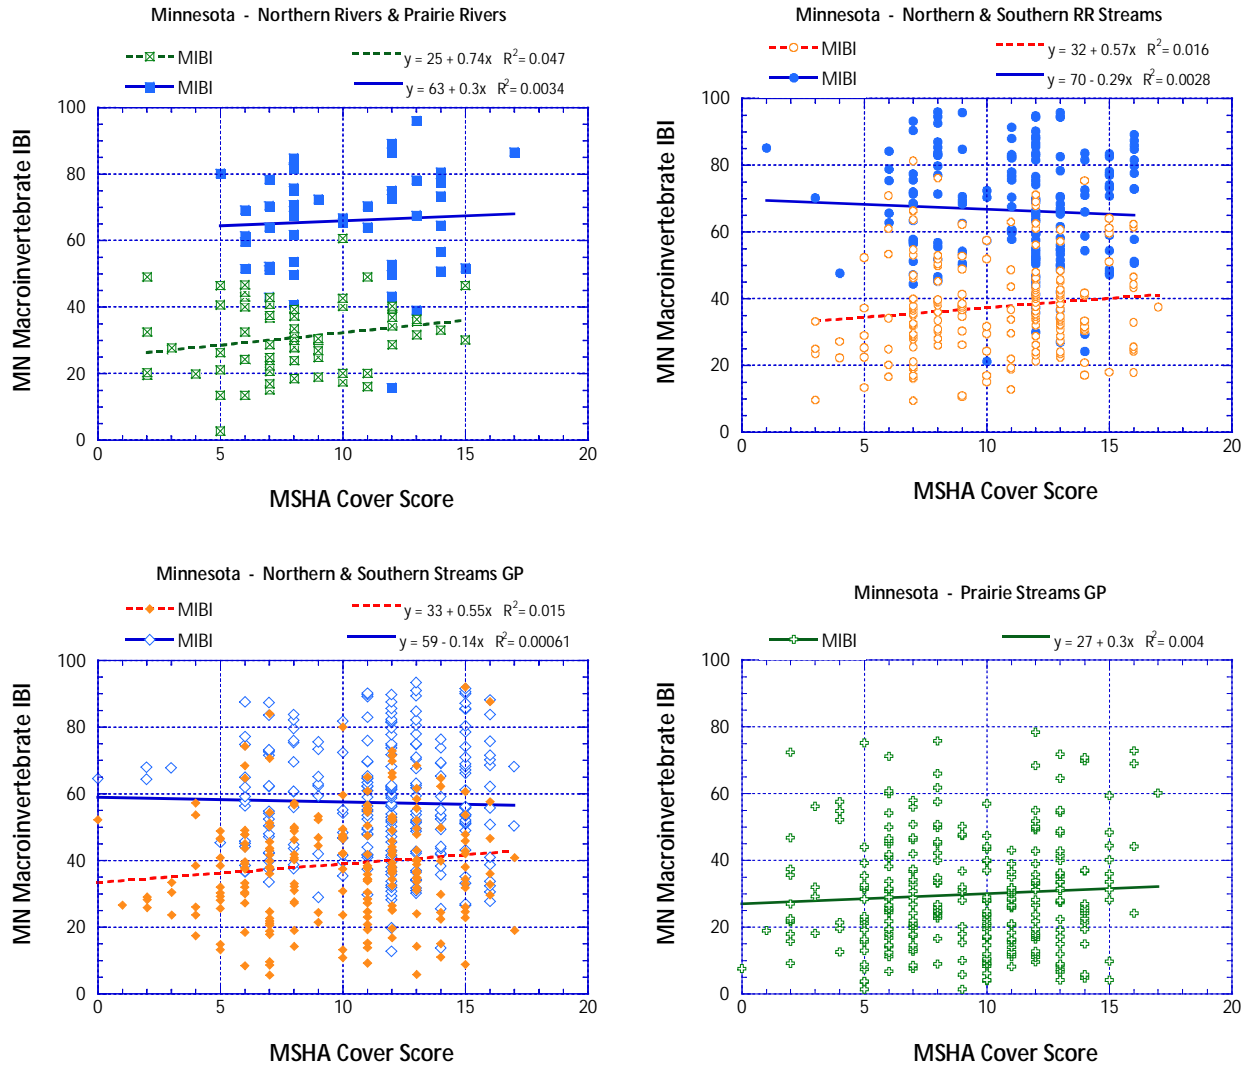 Minnesota - Northern Rivers & Prairie Rivers
MIBI y = 25 + 0.74x R²= 0.047
MIBI y = 63 + 0.3x R²= 0.0034
MN Macroinvertebrate IBI
100
80
60
40
20
0
0 5 10 15 20
MSHA Cover Score
Minnesota - Northern & Southern RR Streams
MIBI y = 32 + 0.57x R²= 0.016
MIBI y = 70 - 0.29x R²= 0.0028
MN Macroinvertebrate IBI
100
80
60
40
20
0
0 5 10 15 20
MSHA Cover Score
Minnesota - Northern & Southern Streams GP
MIBI y = 33 + 0.55x R²= 0.015
MIBI y = 59 - 0.14x R²= 0.00061
MN Macroinvertebrate IBI
100
80
60
40
20
0
0 5 10 15 20
MSHA Cover Score
Minnesota - Prairie Streams GP
MIBI y = 27 + 0.3x R²= 0.004
MN Macroinvertebrate IBI
100
80
60
40
20
0
0 5 10 15 20
MSHA Cover Score